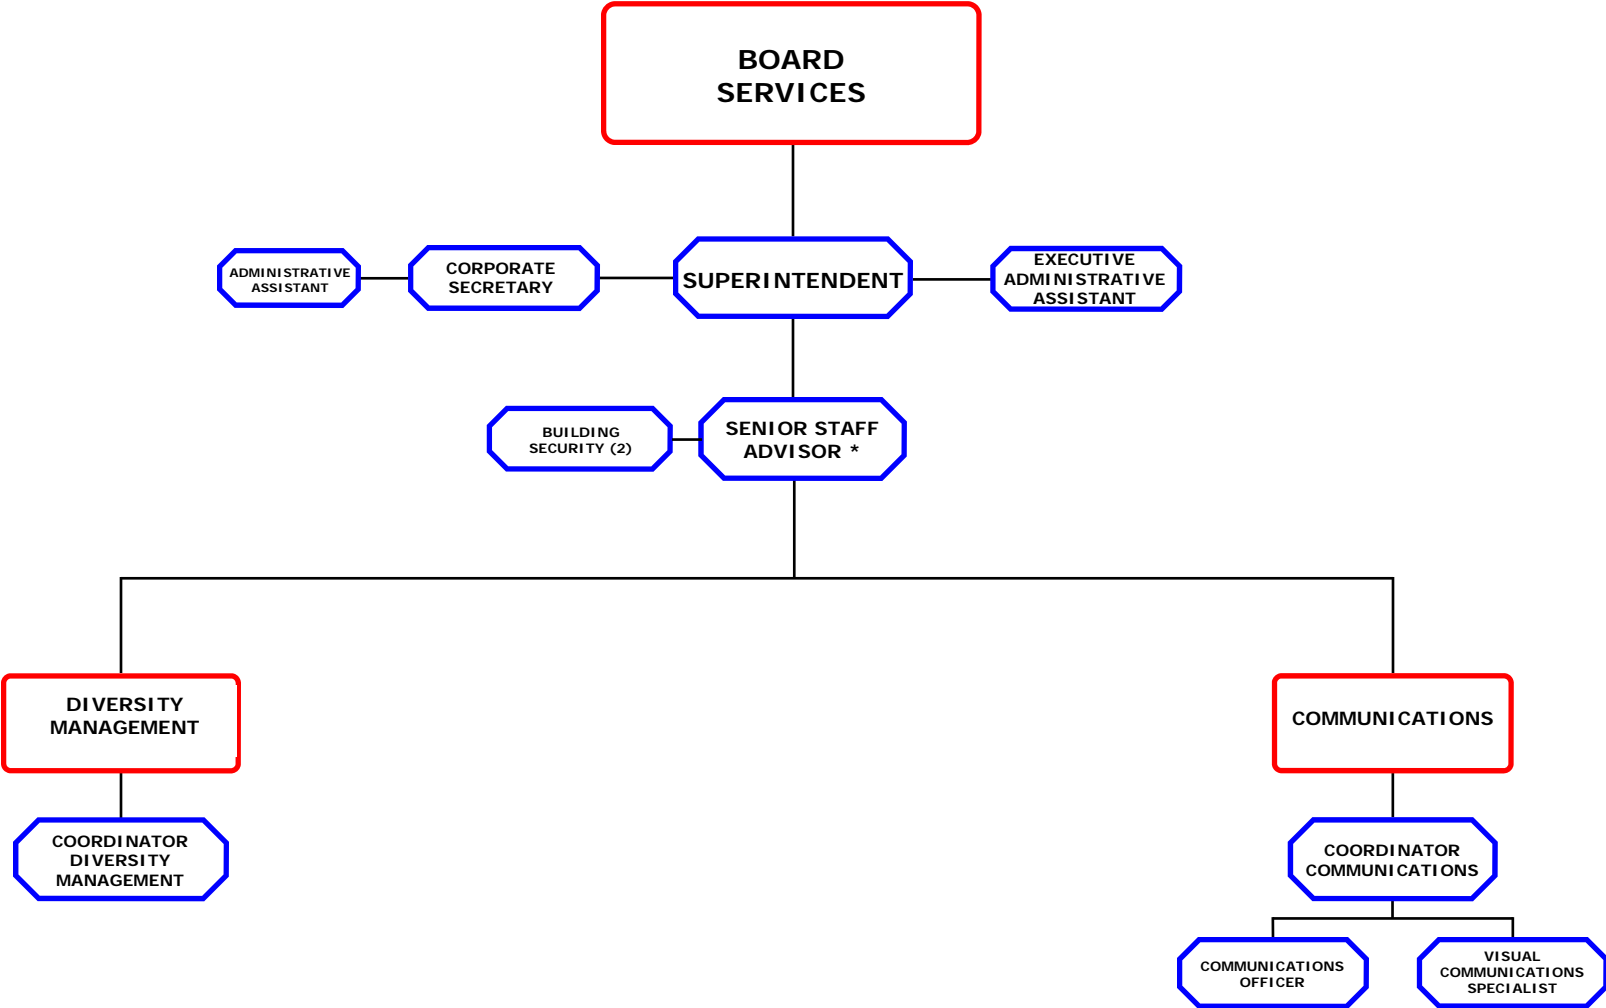 BOARD
SERVICES
ADMINISTRATIVE
ASSISTANT
CORPORATE
SECRETARY
SUPERINTENDENT
EXECUTIVE
ADMINISTRATIVE
ASSISTANT
BUILDING
SECURITY (2)
SENIOR STAFF
ADVISOR *
DIVERSITY
MANAGEMENT
COMMUNICATIONS
COORDINATOR
DIVERSITY
MANAGEMENT
COORDINATOR
COMMUNICATIONS
COMMUNICATIONS
OFFICER
VISUAL
COMMUNICATIONS
SPECIALIST